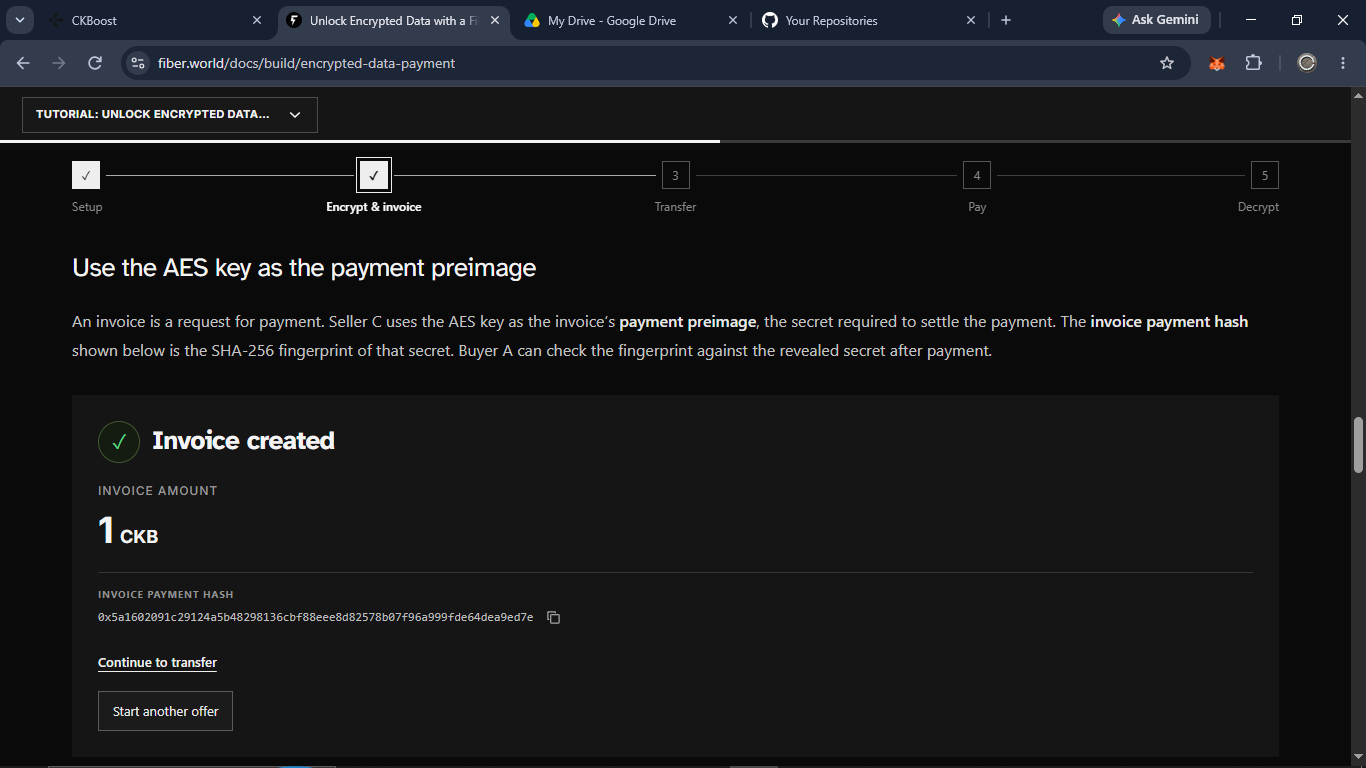 CKBoost
Unlock Encrypted Data with a Fi
My Drive - Google Drive
Your Repositories
Ask Gemini
fiber.world/docs/build/encrypted-data-payment
TUTORIAL: UNLOCK ENCRYPTED DATA...
✓ ✓ 3 4 5
Setup Encrypt & invoice Transfer Pay Decrypt
Use the AES key as the payment preimage
An invoice is a request for payment. Seller C uses the AES key as the invoice’s payment preimage, the secret required to settle the payment. The invoice payment hash
shown below is the SHA-256 fingerprint of that secret. Buyer A can check the fingerprint against the revealed secret after payment.
✓ Invoice created
INVOICE AMOUNT
1 CKB
INVOICE PAYMENT HASH
0x5a1602091c29124a5b48298136cbf88eee8d82578b07f96a999fde64dea9ed7e
Continue to transfer
Start another offer